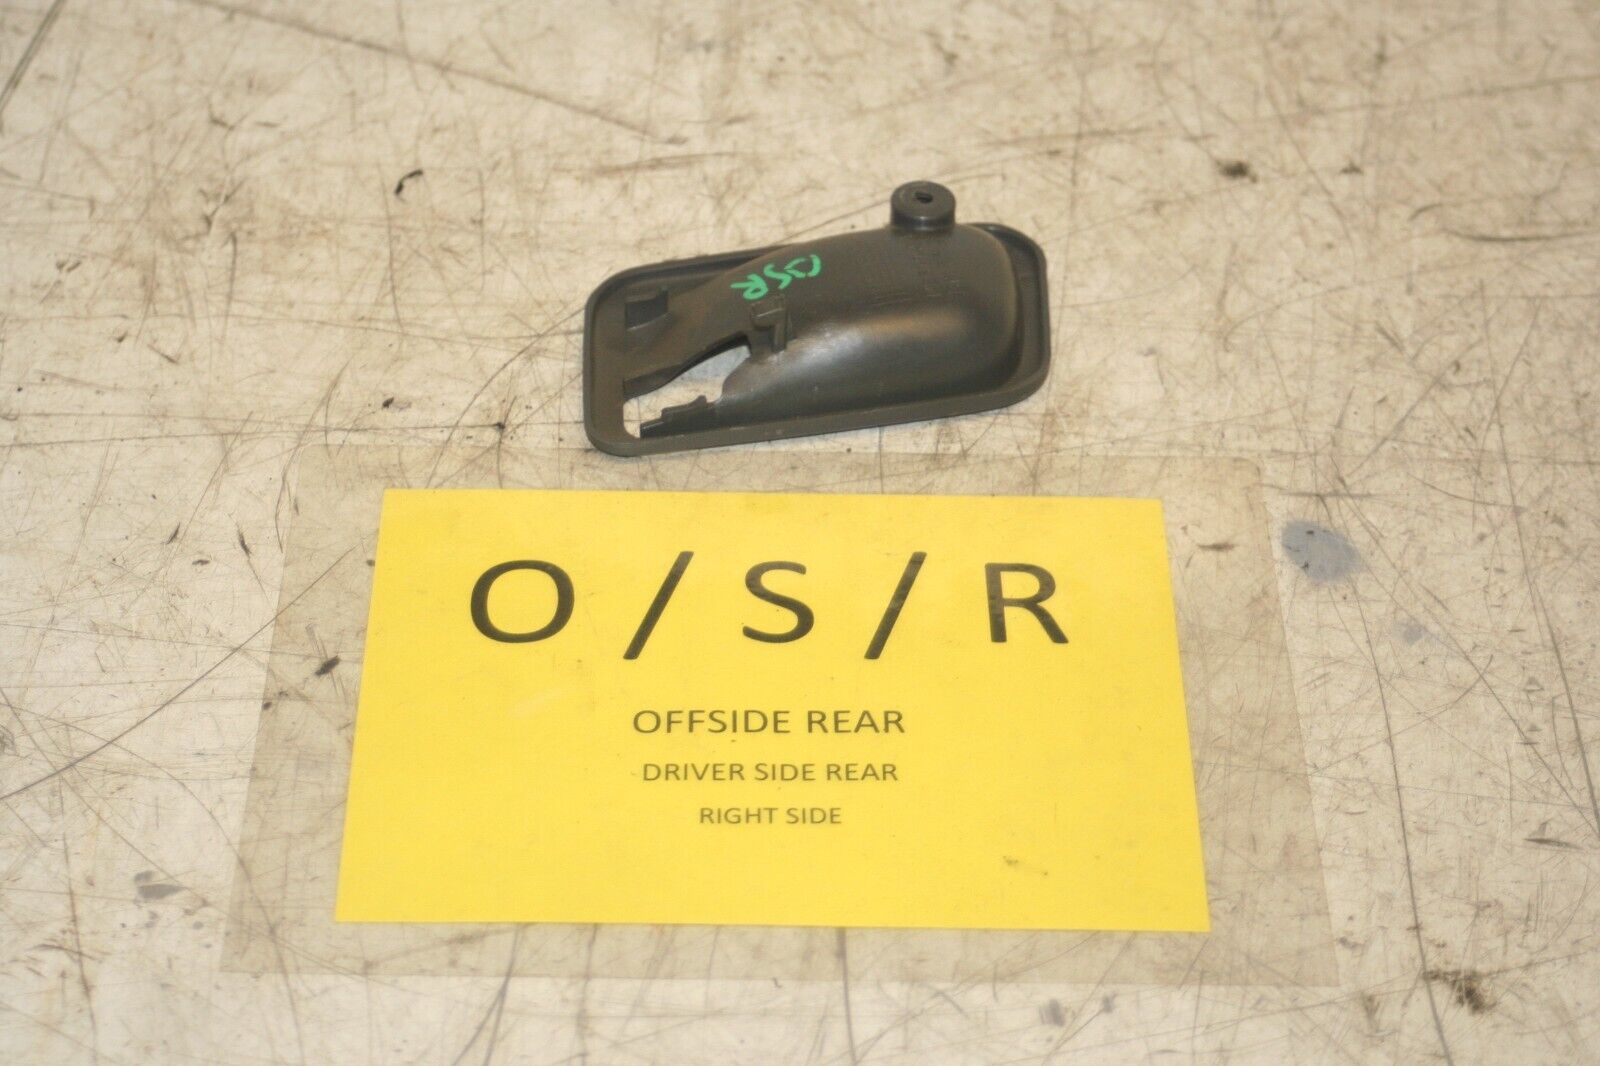 OSR
O/S/R
OFFSIDE REAR
DRIVER SIDE REAR
RIGHT SIDE